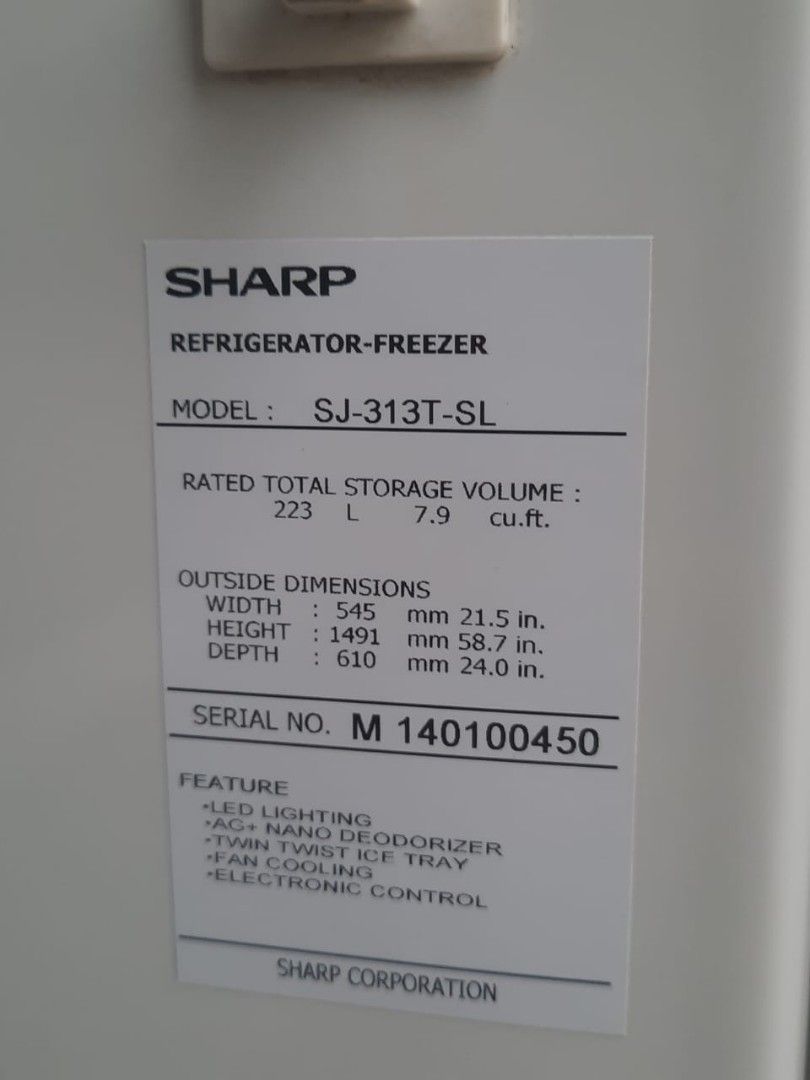 SHARP
REFRIGERATOR-FREEZER
MODEL : SJ-313T-SL
RATED TOTAL STORAGE VOLUME :
223 L 7.9 cu.ft.
OUTSIDE DIMENSIONS
WIDTH : 545 mm 21.5 in.
HEIGHT : 1491 mm 58.7 in.
DEPTH : 610 mm 24.0 in.
SERIAL NO. M 140100450
FEATURE
•LED LIGHTING
•AG+ NANO DEODORIZER
•TWIN TWIST ICE TRAY
•FAN COOLING
•ELECTRONIC CONTROL
SHARP CORPORATION